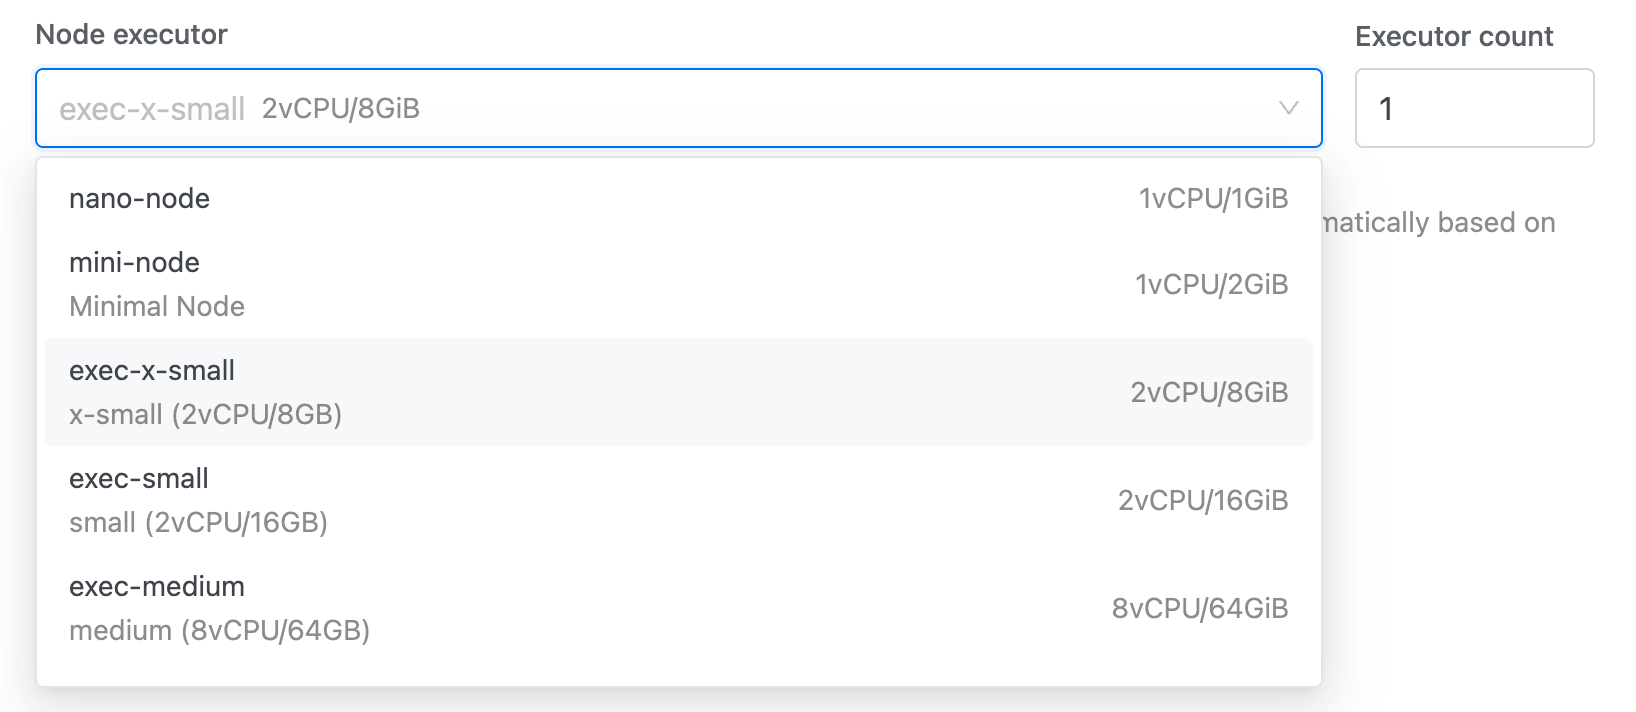 Node executor
Executor count
exec-x-small 2vCPU/8GiB
1
nano-node 1vCPU/1GiB
matically based on
mini-node
Minimal Node
1vCPU/2GiB
exec-x-small
x-small (2vCPU/8GB)
2vCPU/8GiB
exec-small
small (2vCPU/16GB)
2vCPU/16GiB
exec-medium
medium (8vCPU/64GB)
8vCPU/64GiB